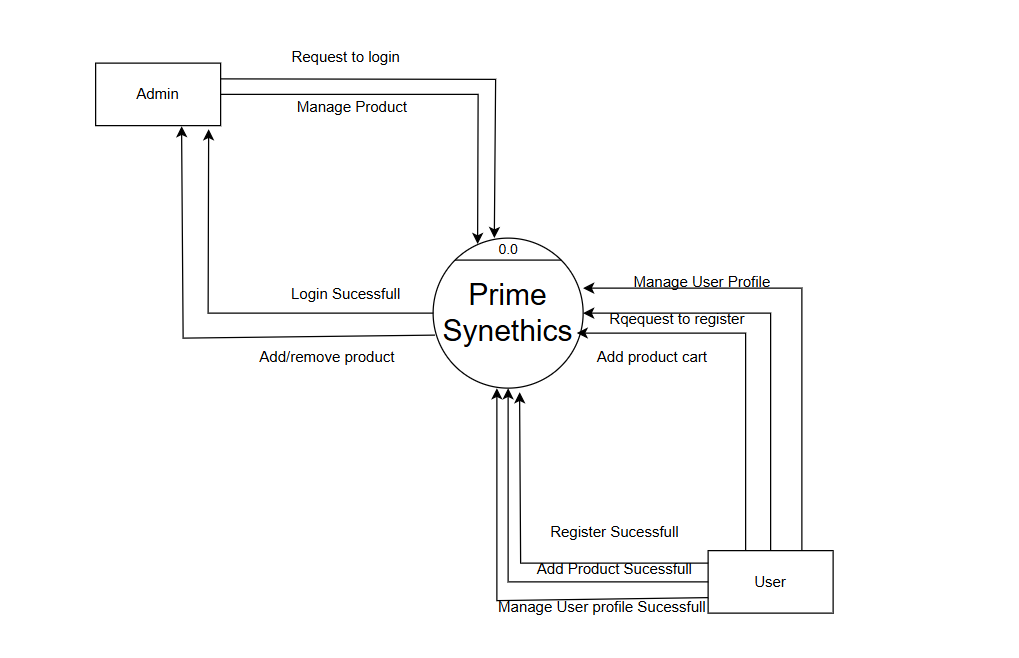 Request to login
Admin
Manage Product
0.0
Manage User Profile
Prime
Synethics
Login Sucessfull
Rqequest to register
Add/remove product
Add product cart
Register Sucessfull
Add Product Sucessfull
User
Manage User profile Sucessfull